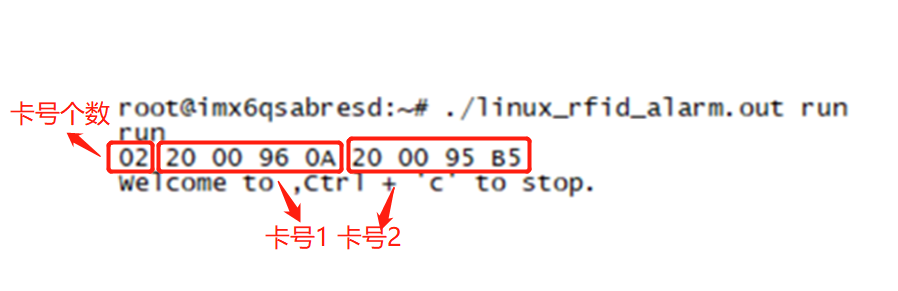 卡号个数
root@imx6qsabresd:~# ./linux_rfid_alarm.out run
run
02 20 00 96 0A 20 00 95 B5
Welcome to ,Ctrl + 'c' to stop.
卡号1 卡号2